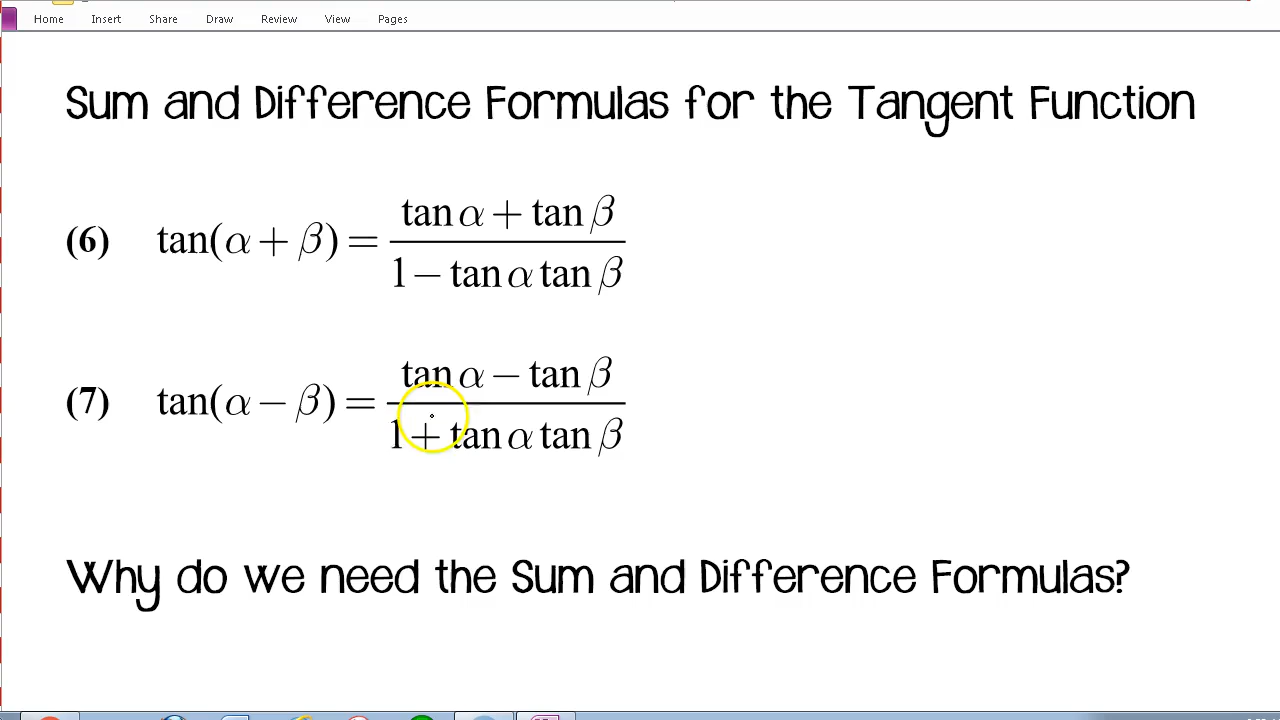 Home Insert Share Draw Review View Pages
Sum and Difference Formulas for the Tangent Function
(6) tan(α + β) = (tan α + tan β) / (1 − tan α tan β)
(7) tan(α − β) = (tan α − tan β) / (1 + tan α tan β)
Why do we need the Sum and Difference Formulas?